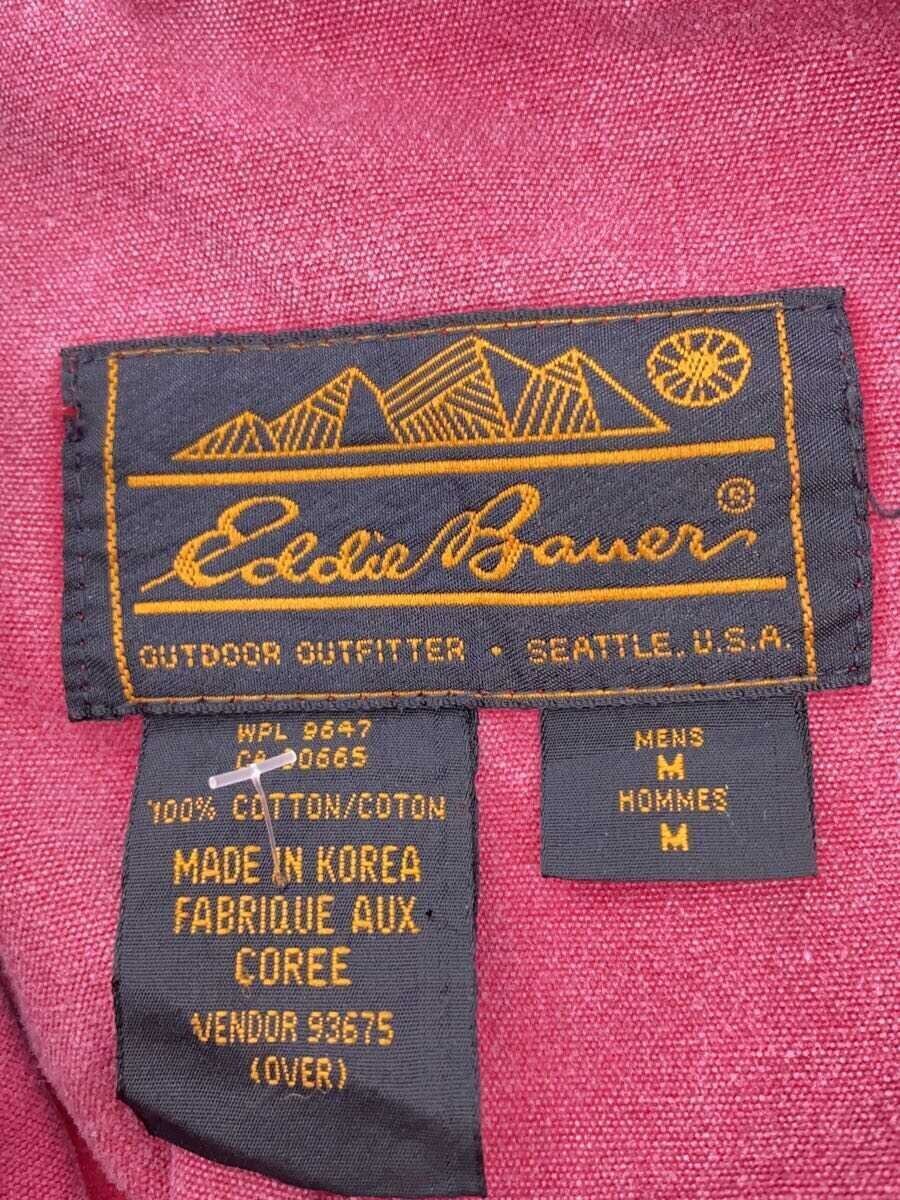 Eddie Bauer®
OUTDOOR OUTFITTER • SEATTLE, U.S.A.
WPL 9647
100% COTTON/COTON
MADE IN KOREA
FABRIQUE AUX
COREE
VENDOR 93675
(OVER)
MENS
M
HOMMES
M